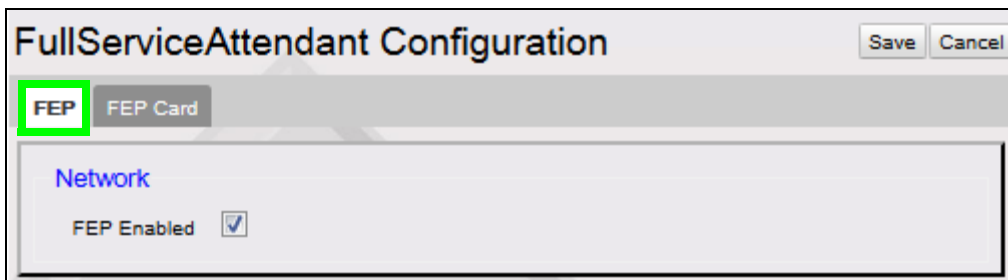 FullServiceAttendant Configuration Save Cancel
FEP FEP Card
Network
FEP Enabled